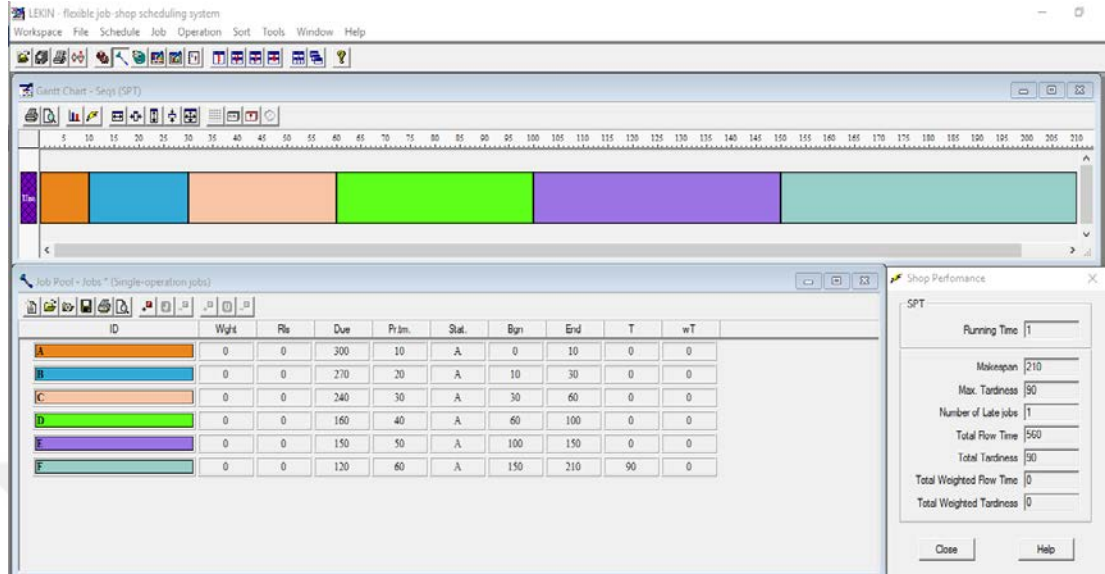 LEKIN - flexible job-shop scheduling system
Workspace File Schedule Job Operation Sort Tools Window Help
Gantt Chart - Seqs (SPT)
5 10 15 20 25 30 35 40 45 50 55 60 65 70 75 80 85 90 95 100 105 110 115 120 125 130 135 140 145 150 155 160 165 170 175 180 185 190 195 200 205 210
Job Pool - Jobs * (Single-operation jobs)
ID Wght Rls Due Pr.tm. Stat. Bgn End T wT
A 0 0 300 10 A 0 10 0 0
B 0 0 270 20 A 10 30 0 0
C 0 0 240 30 A 30 60 0 0
D 0 0 160 40 A 60 100 0 0
E 0 0 150 50 A 100 150 0 0
F 0 0 120 60 A 150 210 90 0
Shop Perfomance
SPT
Running Time 1
Makespan 210
Max. Tardiness 90
Number of Late jobs 1
Total Flow Time 560
Total Tardiness 90
Total Weighted Flow Time 0
Total Weighted Tardiness 0
Close Help